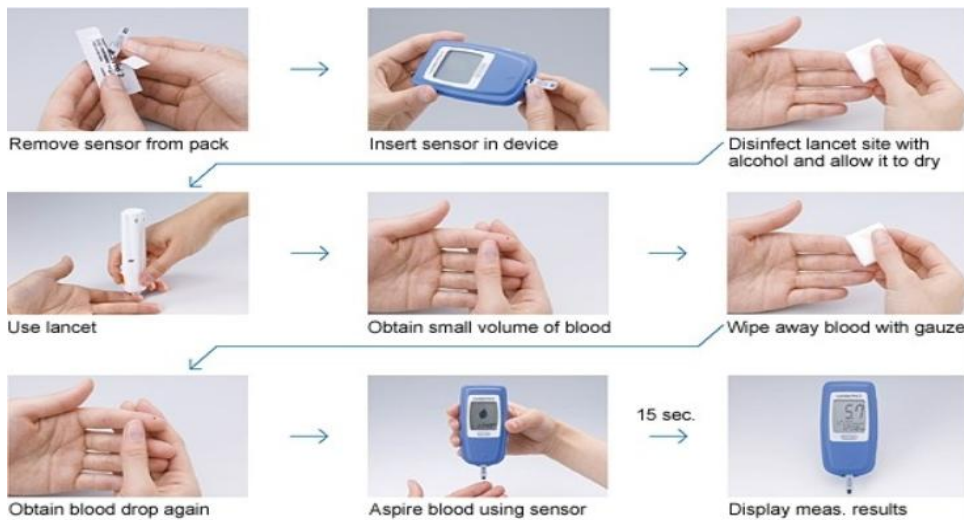 Remove sensor from pack
Insert sensor in device
Disinfect lancet site with
alcohol and allow it to dry
Use lancet
Obtain small volume of blood
Wipe away blood with gauze
Obtain blood drop again
Aspire blood using sensor
15 sec.
5.7
Display meas. results